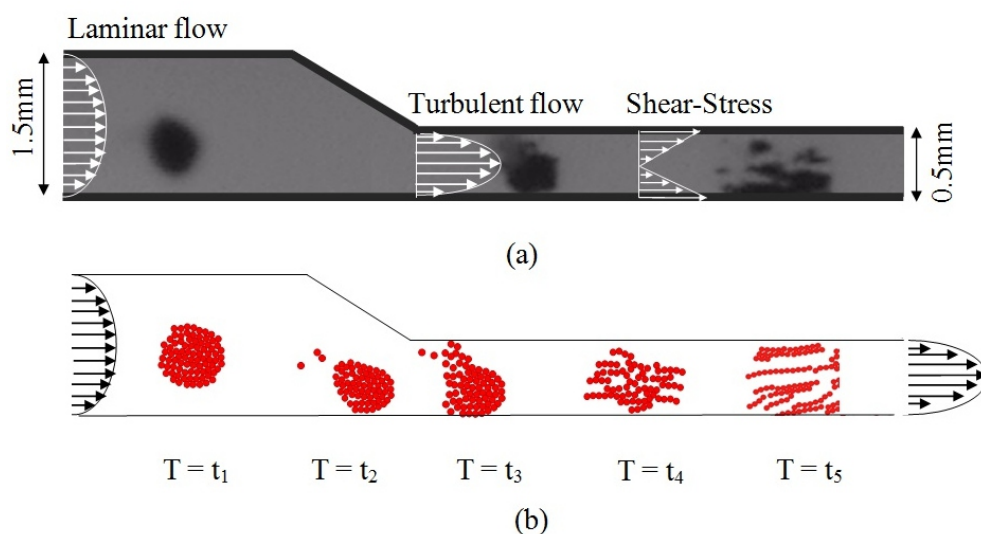 Laminar flow
Turbulent flow
Shear-Stress
1.5mm
0.5mm
(a)
T = t₁
T = t₂
T = t₃
T = t₄
T = t₅
(b)